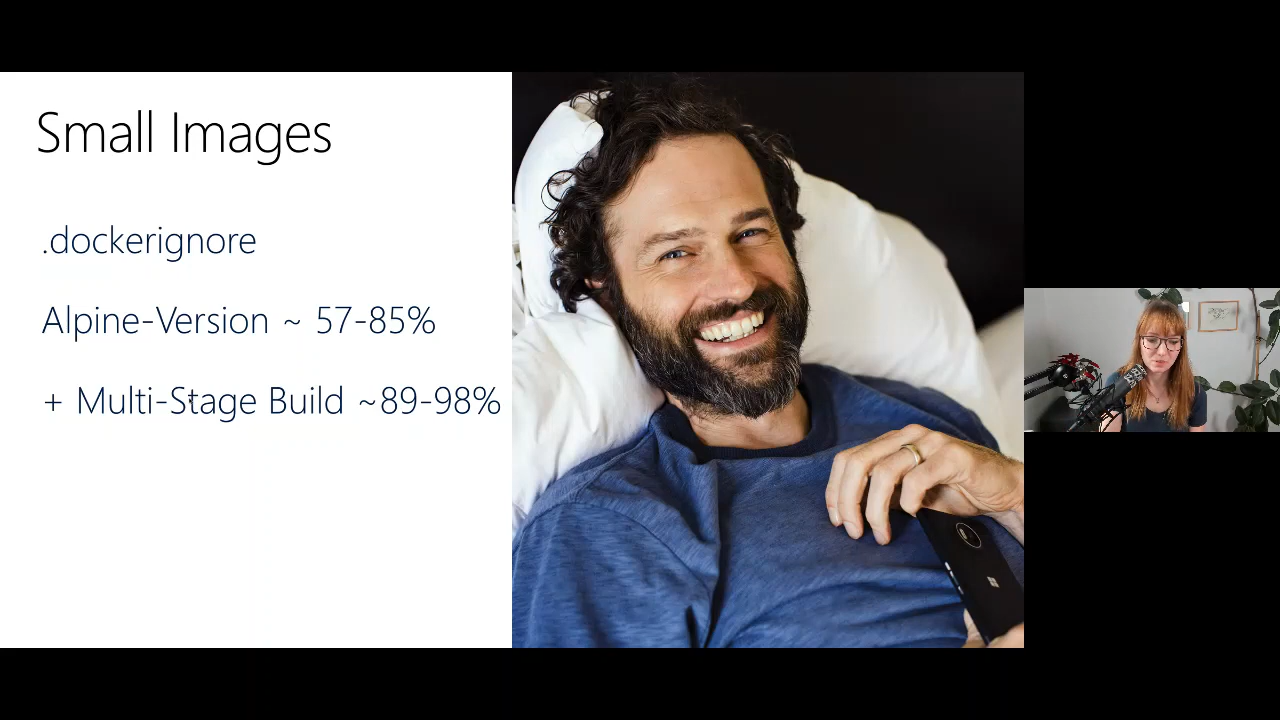 Small Images
.dockerignore
Alpine-Version ~ 57-85%
+ Multi-Stage Build ~89-98%